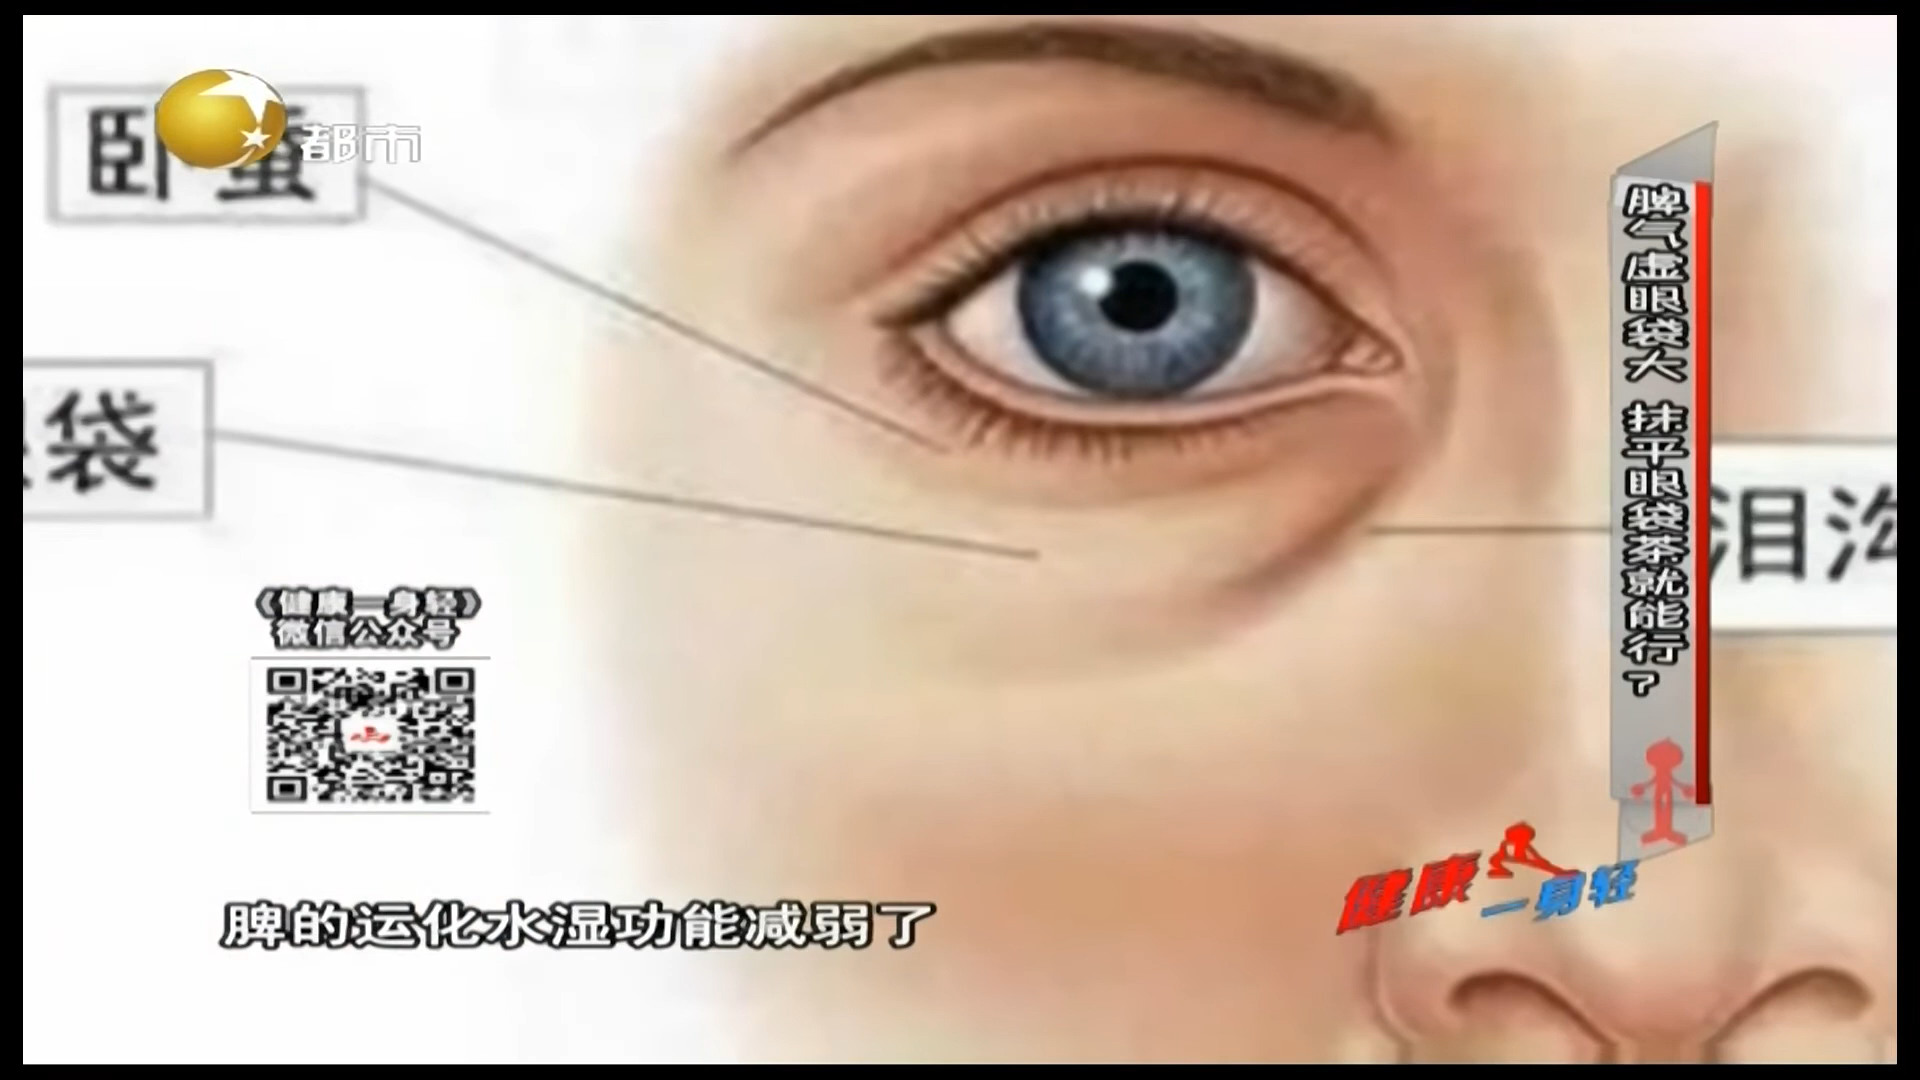 卧蚕
都市
袋
泪沟
《健康一身轻》
微信公众号
脾气虚眼袋大 抹平眼袋茶就能行?
健康一身轻
脾的运化水湿功能减弱了